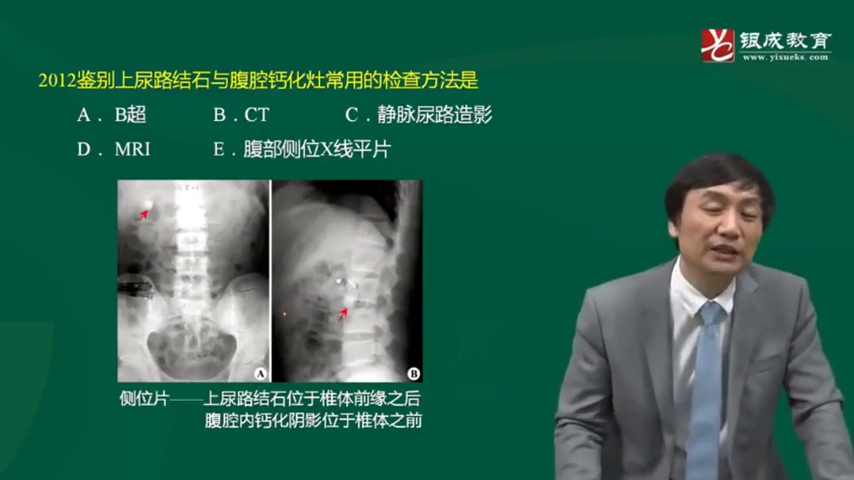 银成教育
www.yixueks.com
2012鉴别上尿路结石与腹腔钙化灶常用的检查方法是
A． B超 B．CT C．静脉尿路造影
D． MRI E．腹部侧位X线平片
A B
侧位片——上尿路结石位于椎体前缘之后
腹腔内钙化阴影位于椎体之前